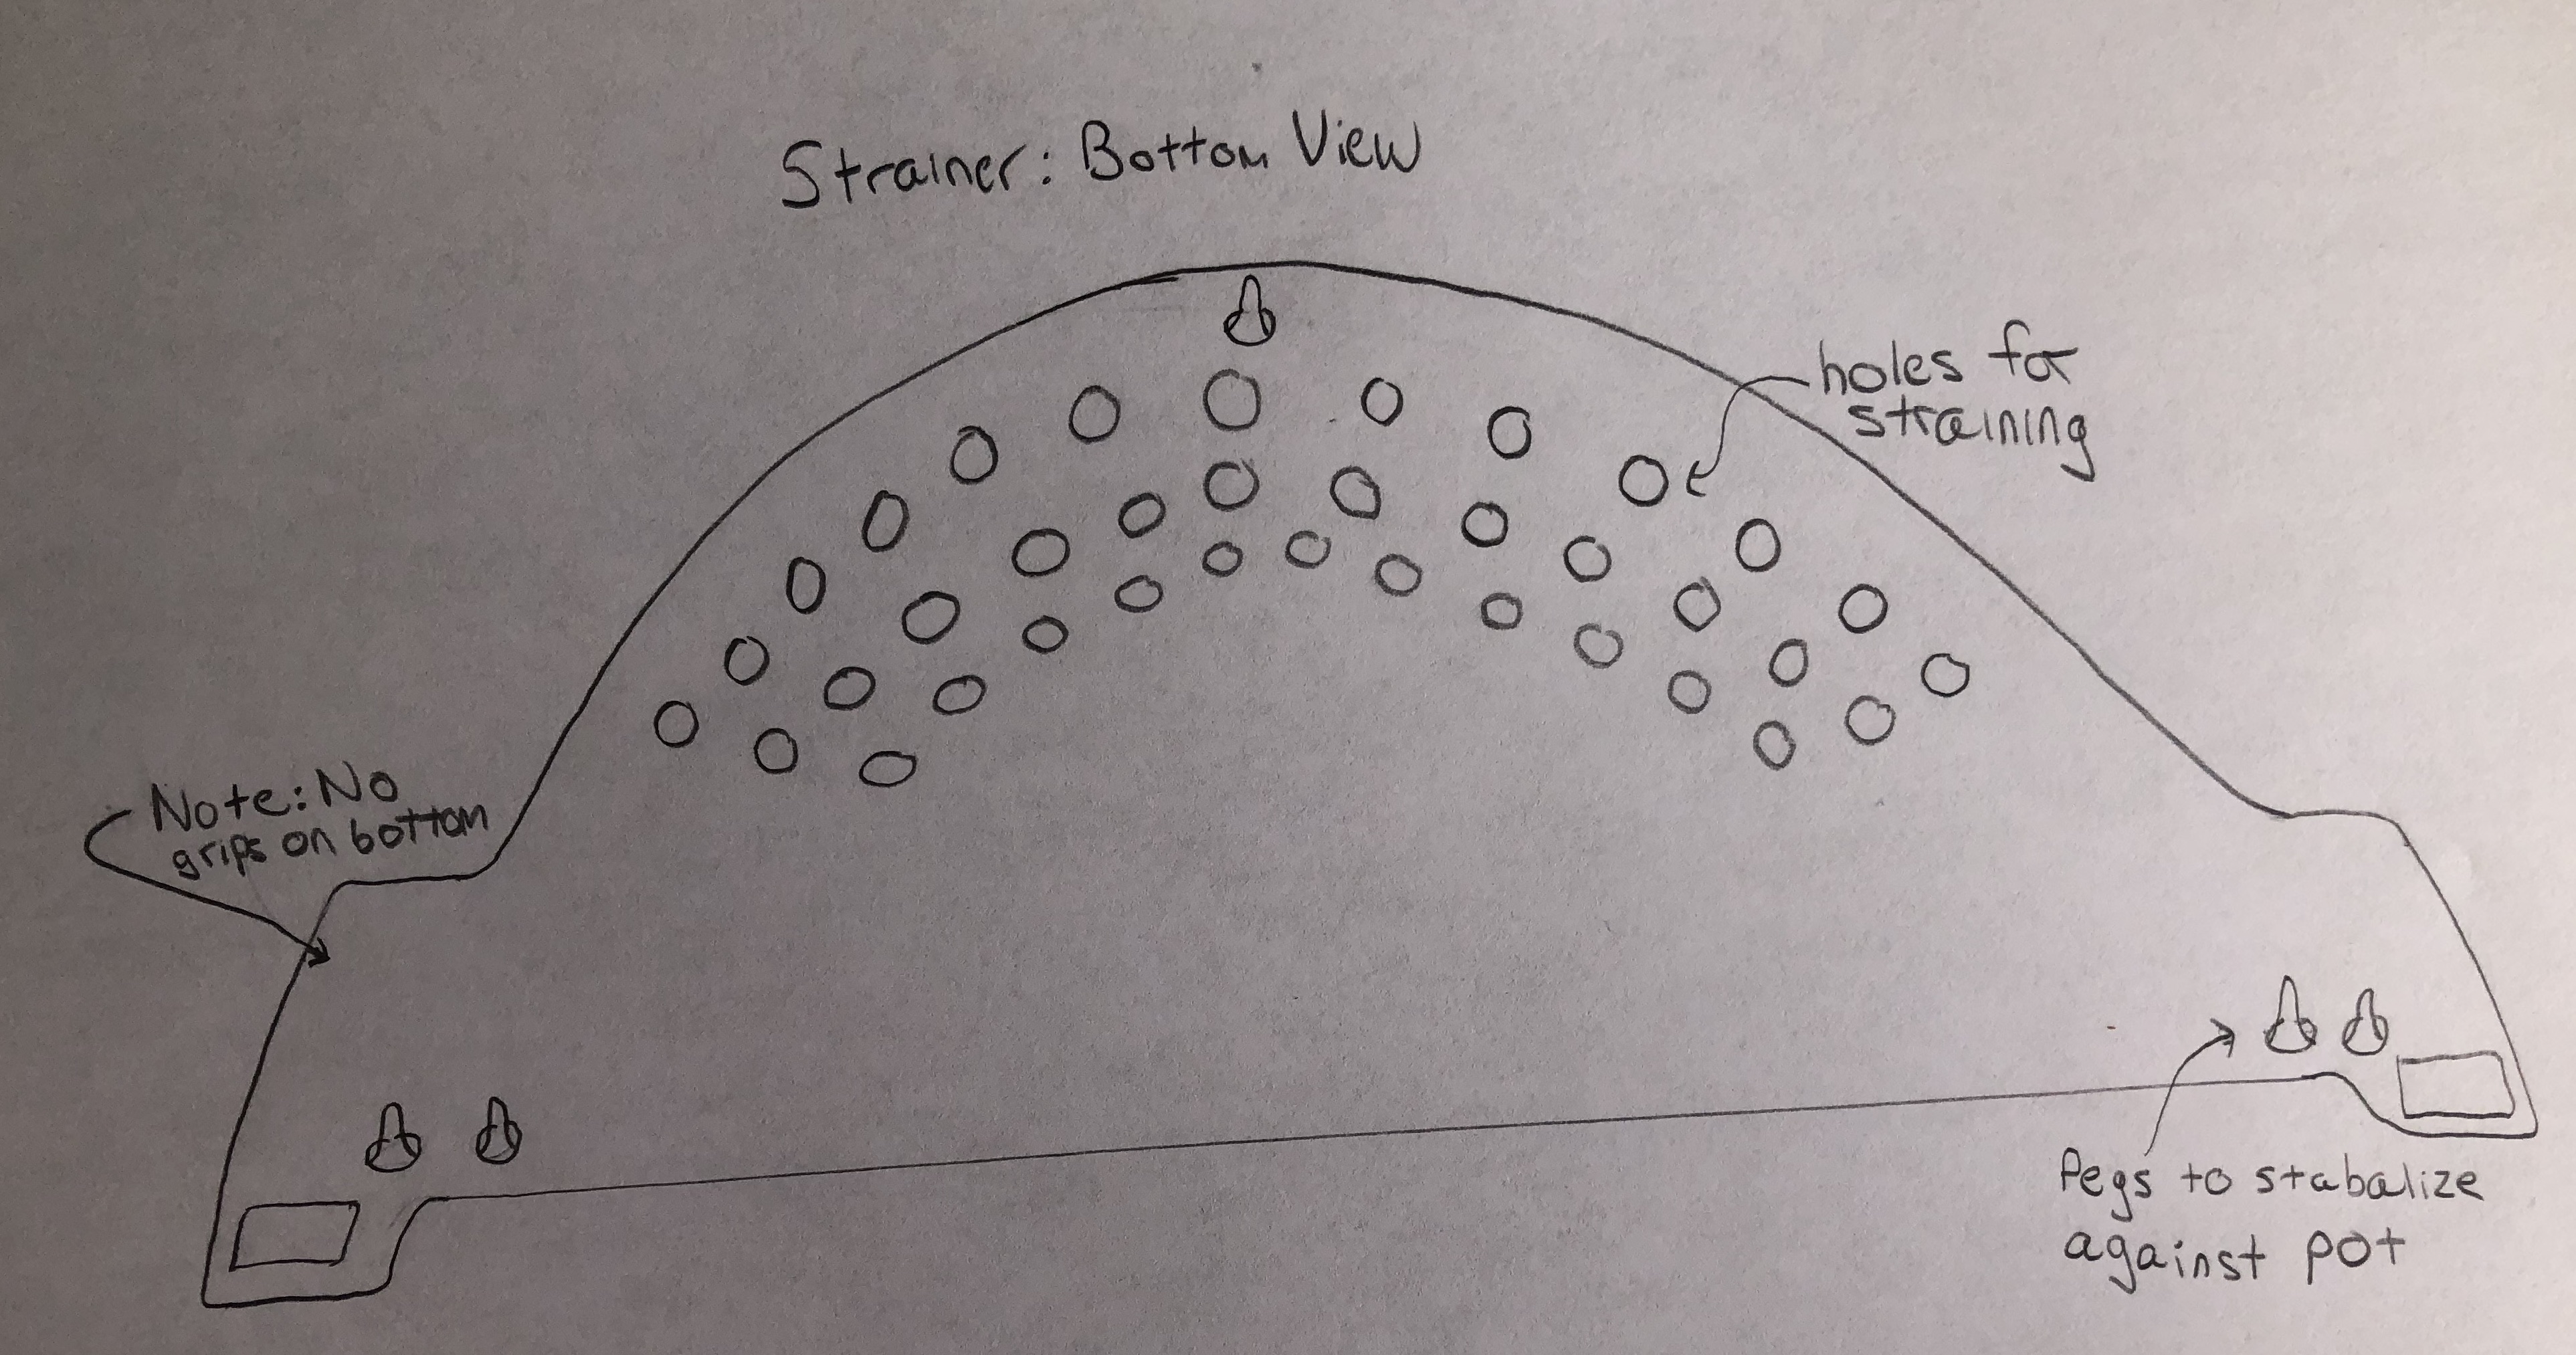 Strainer: Bottom View
holes for
straining
Note: No
grips on bottom
Pegs to stabalize
against pot